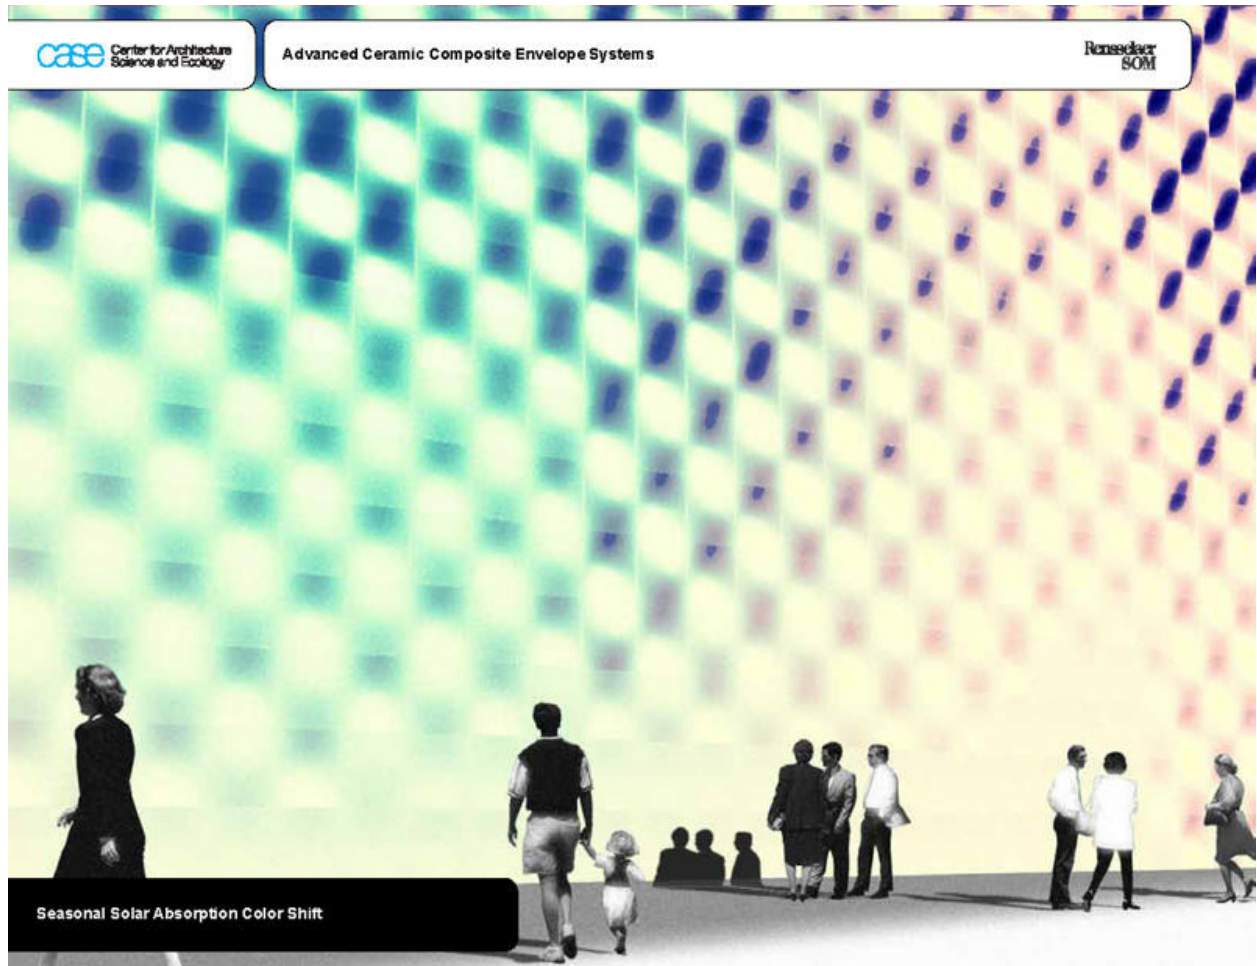 case Center for Architecture
Science and Ecology
Advanced Ceramic Composite Envelope Systems
Rensselaer
SOM
Seasonal Solar Absorption Color Shift